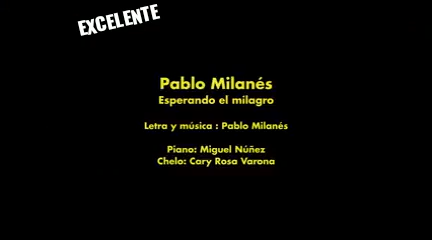 EXCELENTE
Pablo Milanés
Esperando el milagro
Letra y música : Pablo Milanés
Piano: Miguel Núñez
Chelo: Cary Rosa Varona